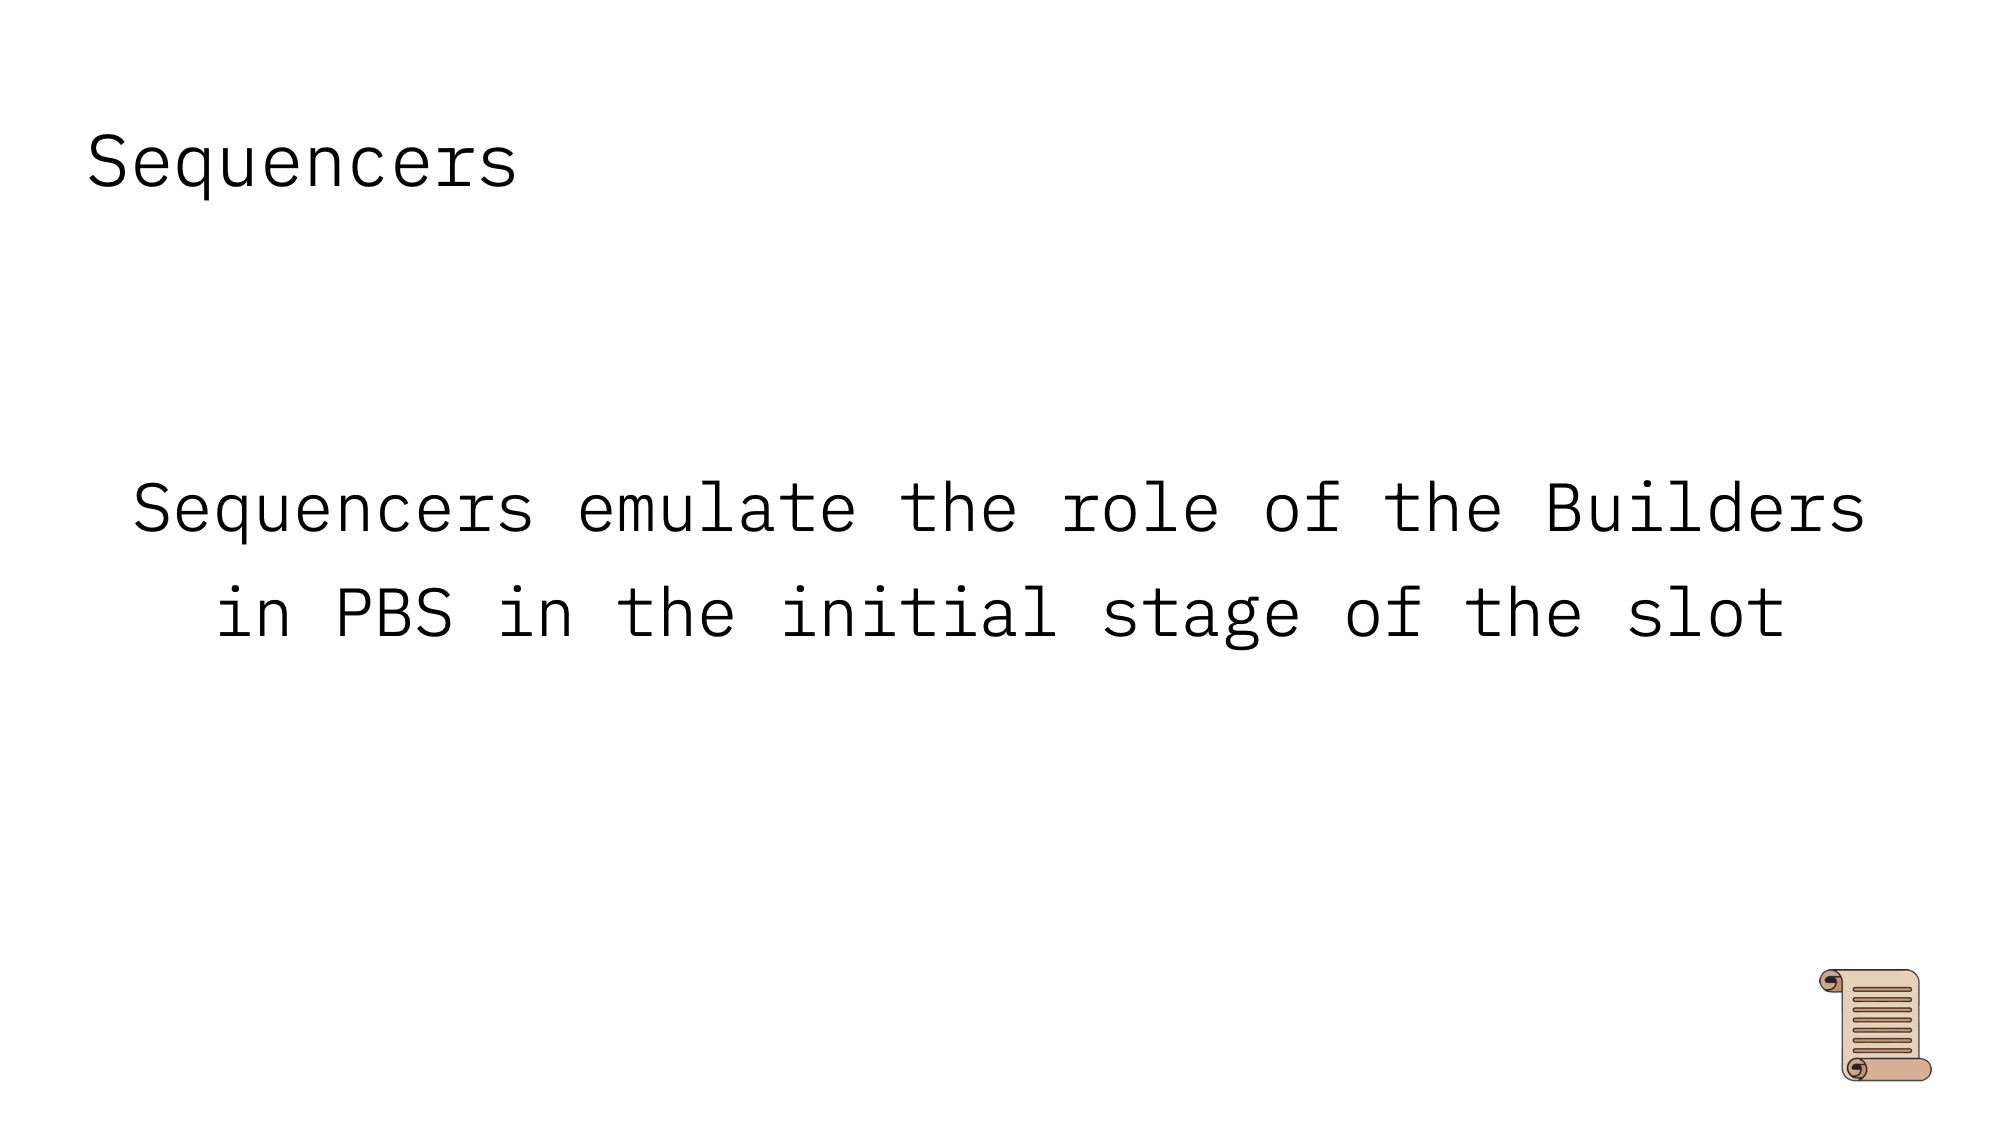 Sequencers
Sequencers emulate the role of the Builders
in PBS in the initial stage of the slot